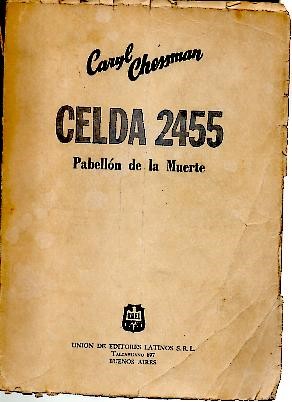 Caryl Chessman
CELDA 2455
Pabellón de la Muerte
UNION DE EDITORES LATINOS S. R. L.
BUENOS AIRES